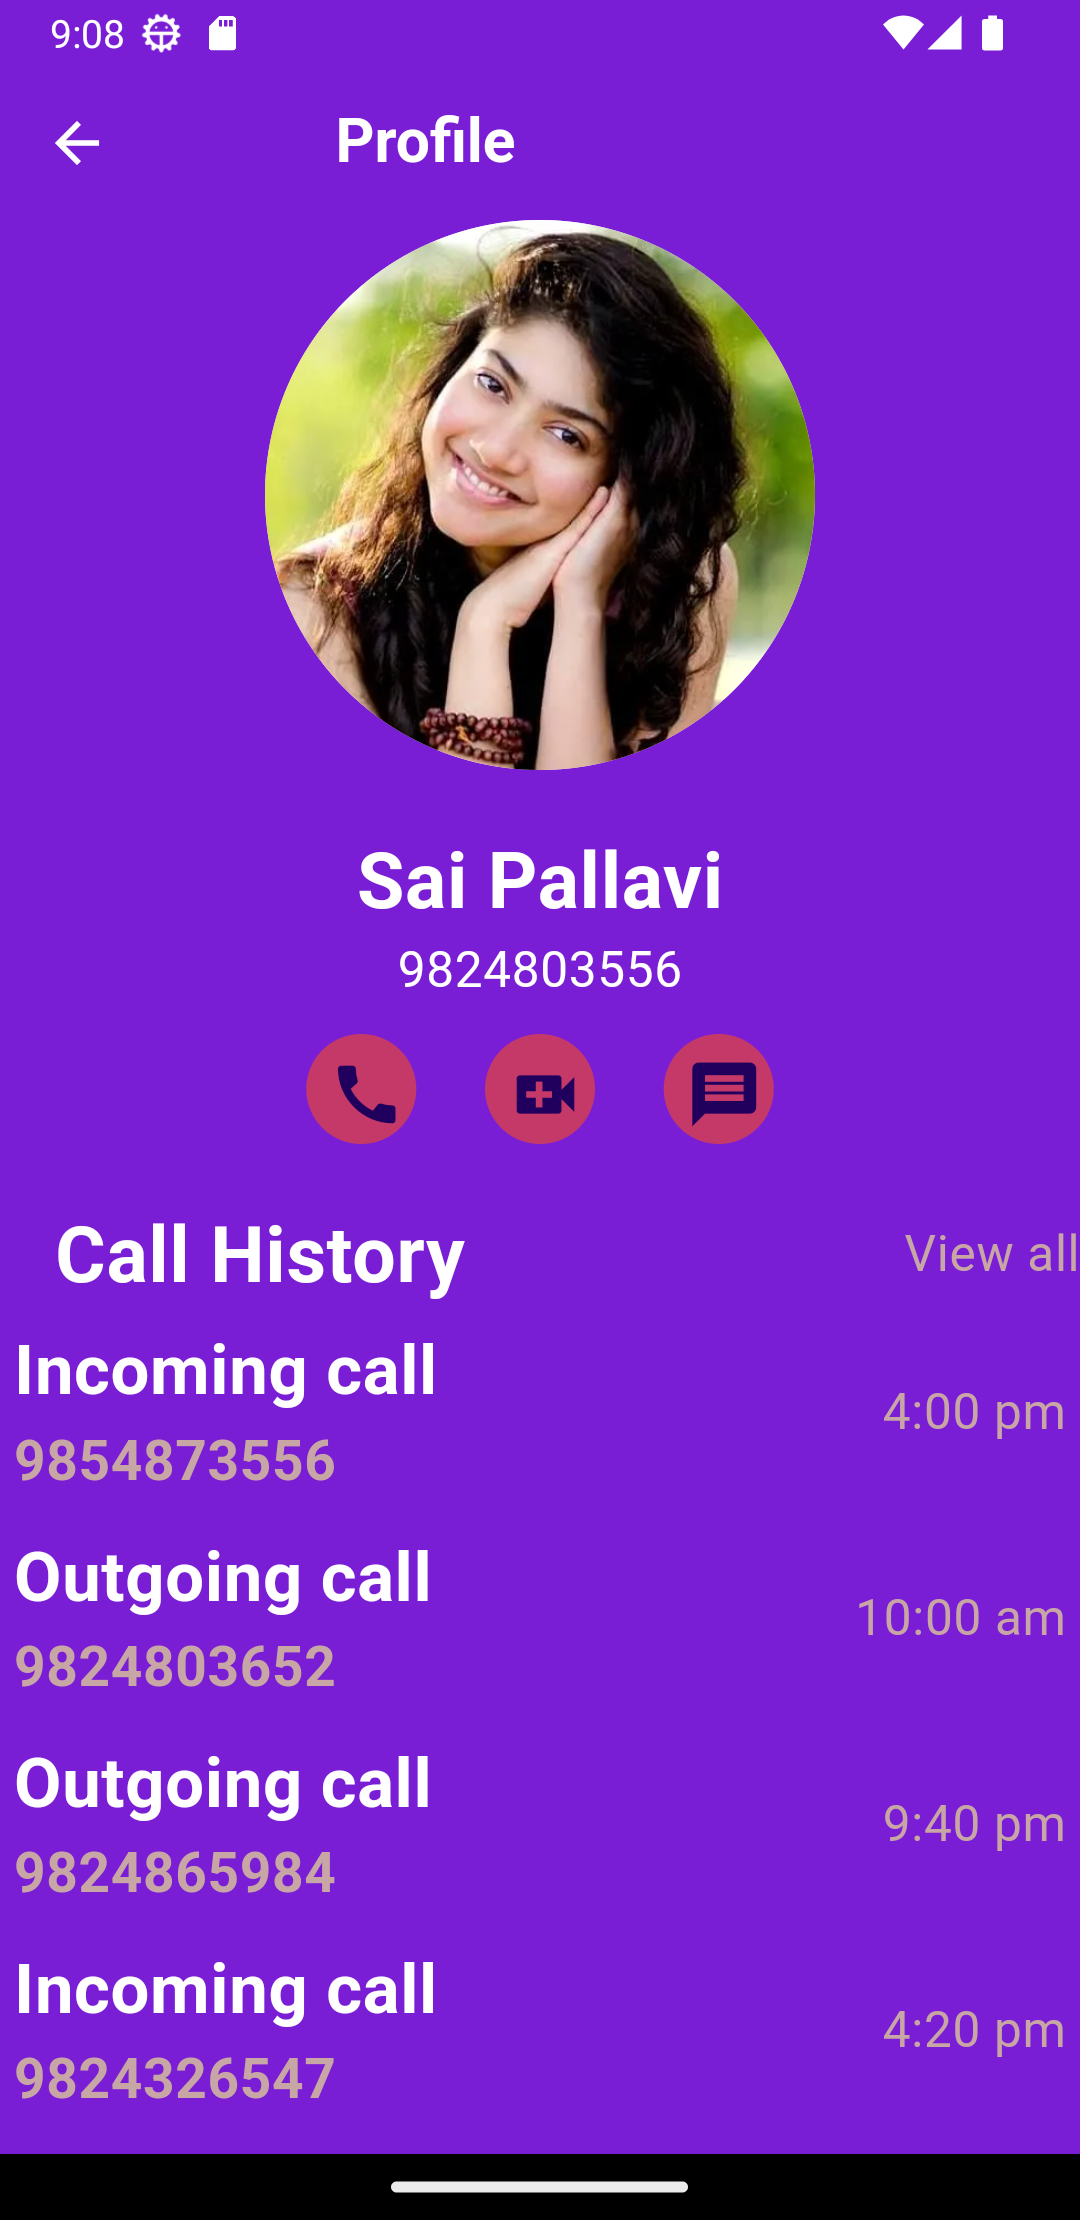 9:08
Profile
Sai Pallavi
9824803556
Call History
View all
Incoming call
4:00 pm
9854873556
Outgoing call
10:00 am
9824803652
Outgoing call
9:40 pm
9824865984
Incoming call
4:20 pm
9824326547